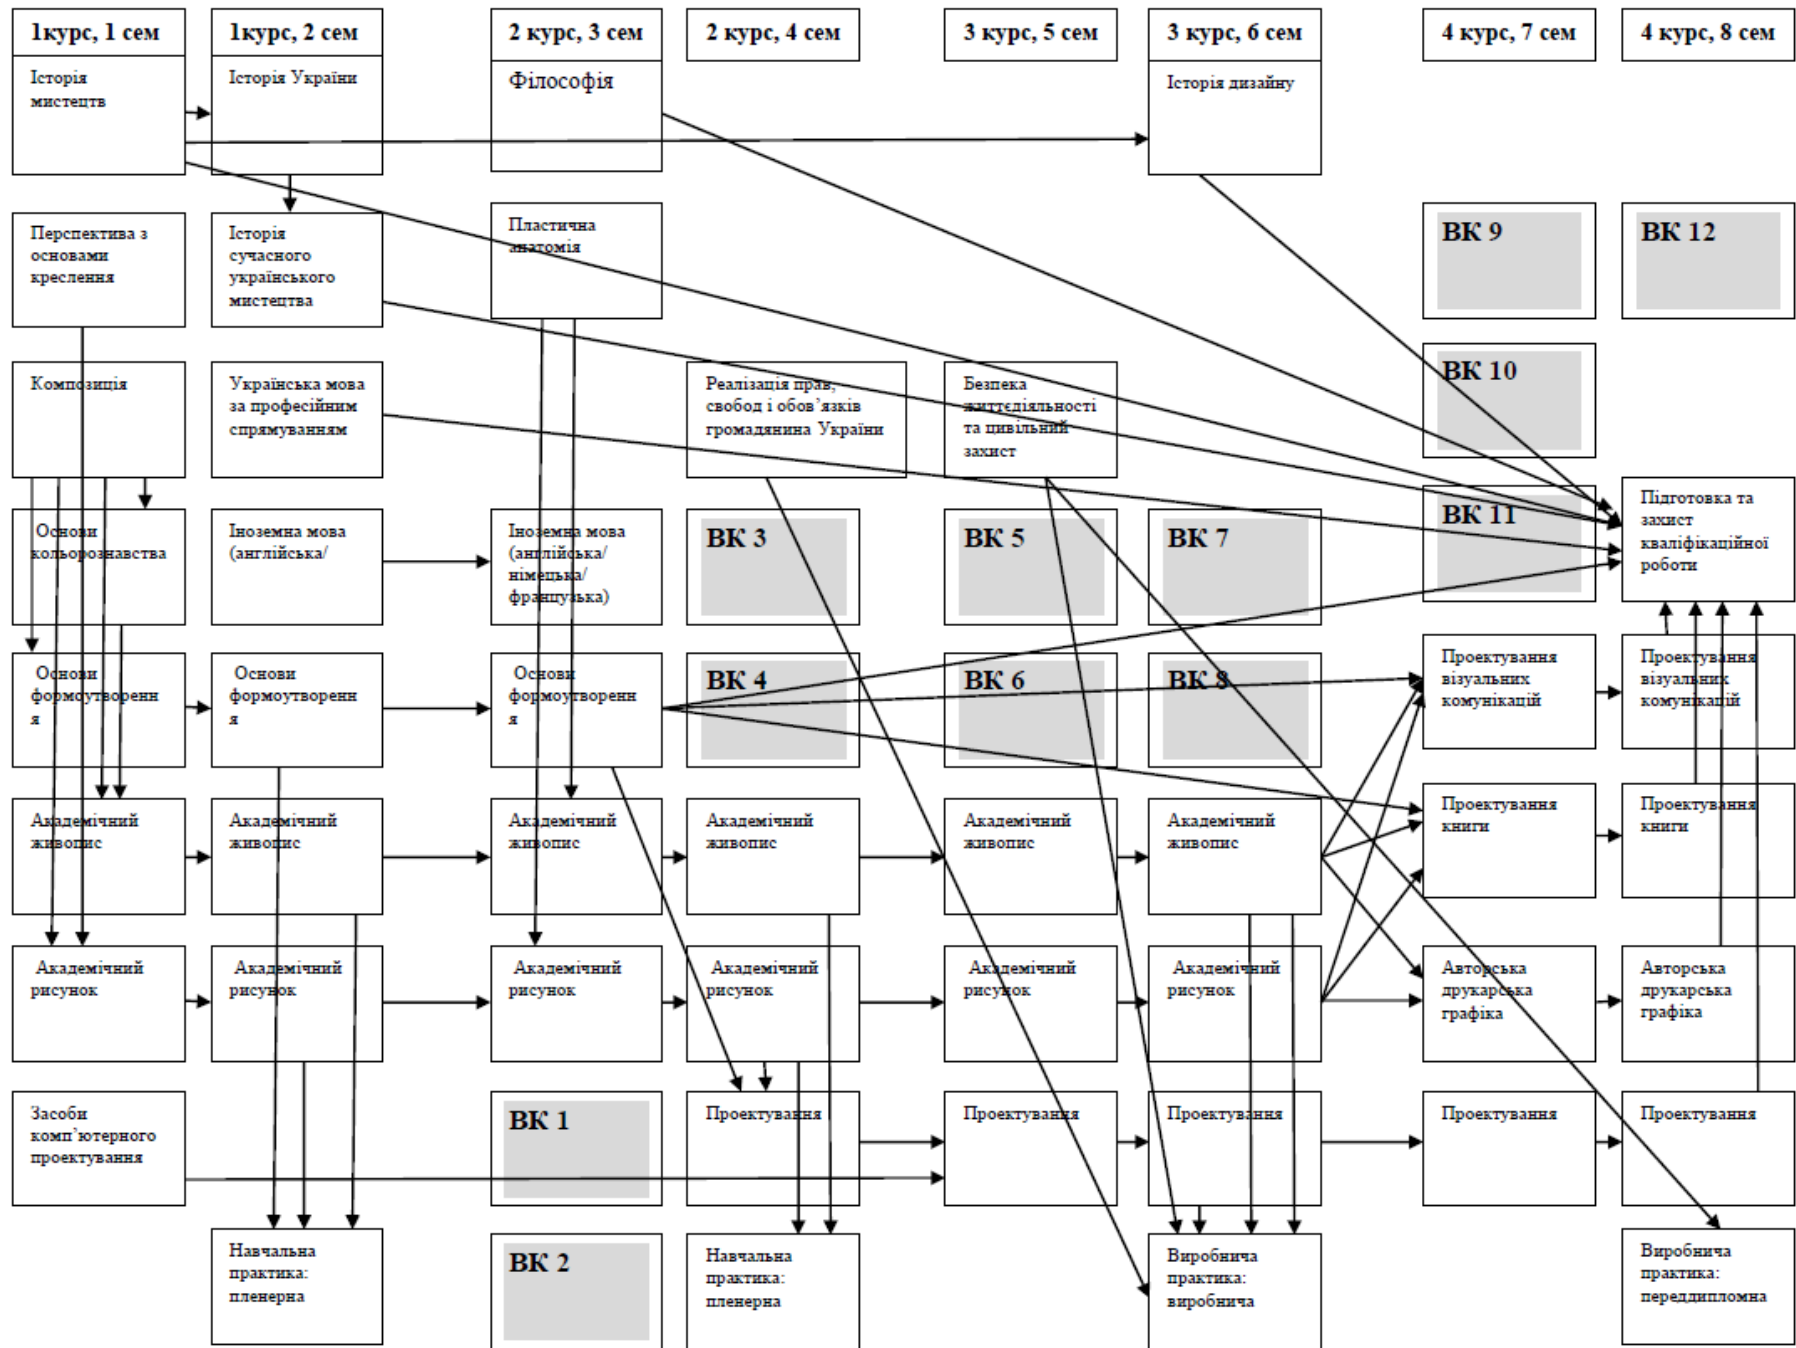 1курс, 1 сем
1курс, 2 сем
2 курс, 3 сем
2 курс, 4 сем
3 курс, 5 сем
3 курс, 6 сем
4 курс, 7 сем
4 курс, 8 сем
Історія
мистецтв
Історія України
Філософія
Історія дизайну
Перспектива з
основами
креслення
Історія
сучасного
українського
мистецтва
Пластична
анатомія
ВК 9
ВК 12
Композиція
Українська мова
за професійним
спрямуванням
Реалізація прав,
свобод і обов’язків
громадянина України
Безпека
життєдіяльності
та цивільний
захист
ВК 10
Основи
кольорознавства
Іноземна мова
(англійська/
Іноземна мова
(англійська/
німецька/
французька)
ВК 3
ВК 5
ВК 7
ВК 11
Підготовка та
захист
кваліфікаційної
роботи
Основи
формоутворенн
я
Основи
формоутворенн
я
Основи
формоутворенн
я
ВК 4
ВК 6
ВК 8
Проектування
візуальних
комунікацій
Проектування
візуальних
комунікацій
Академічний
живопис
Академічний
живопис
Академічний
живопис
Академічний
живопис
Академічний
живопис
Академічний
живопис
Проектування
книги
Проектування
книги
Академічний
рисунок
Академічний
рисунок
Академічний
рисунок
Академічний
рисунок
Академічний
рисунок
Академічний
рисунок
Авторська
друкарська
графіка
Авторська
друкарська
графіка
Засоби
комп’ютерного
проектування
ВК 1
Проектування
Проектування
Проектування
Проектування
Проектування
Навчальна
практика:
пленерна
ВК 2
Навчальна
практика:
пленерна
Виробнича
практика:
виробнича
Виробнича
практика:
переддипломна